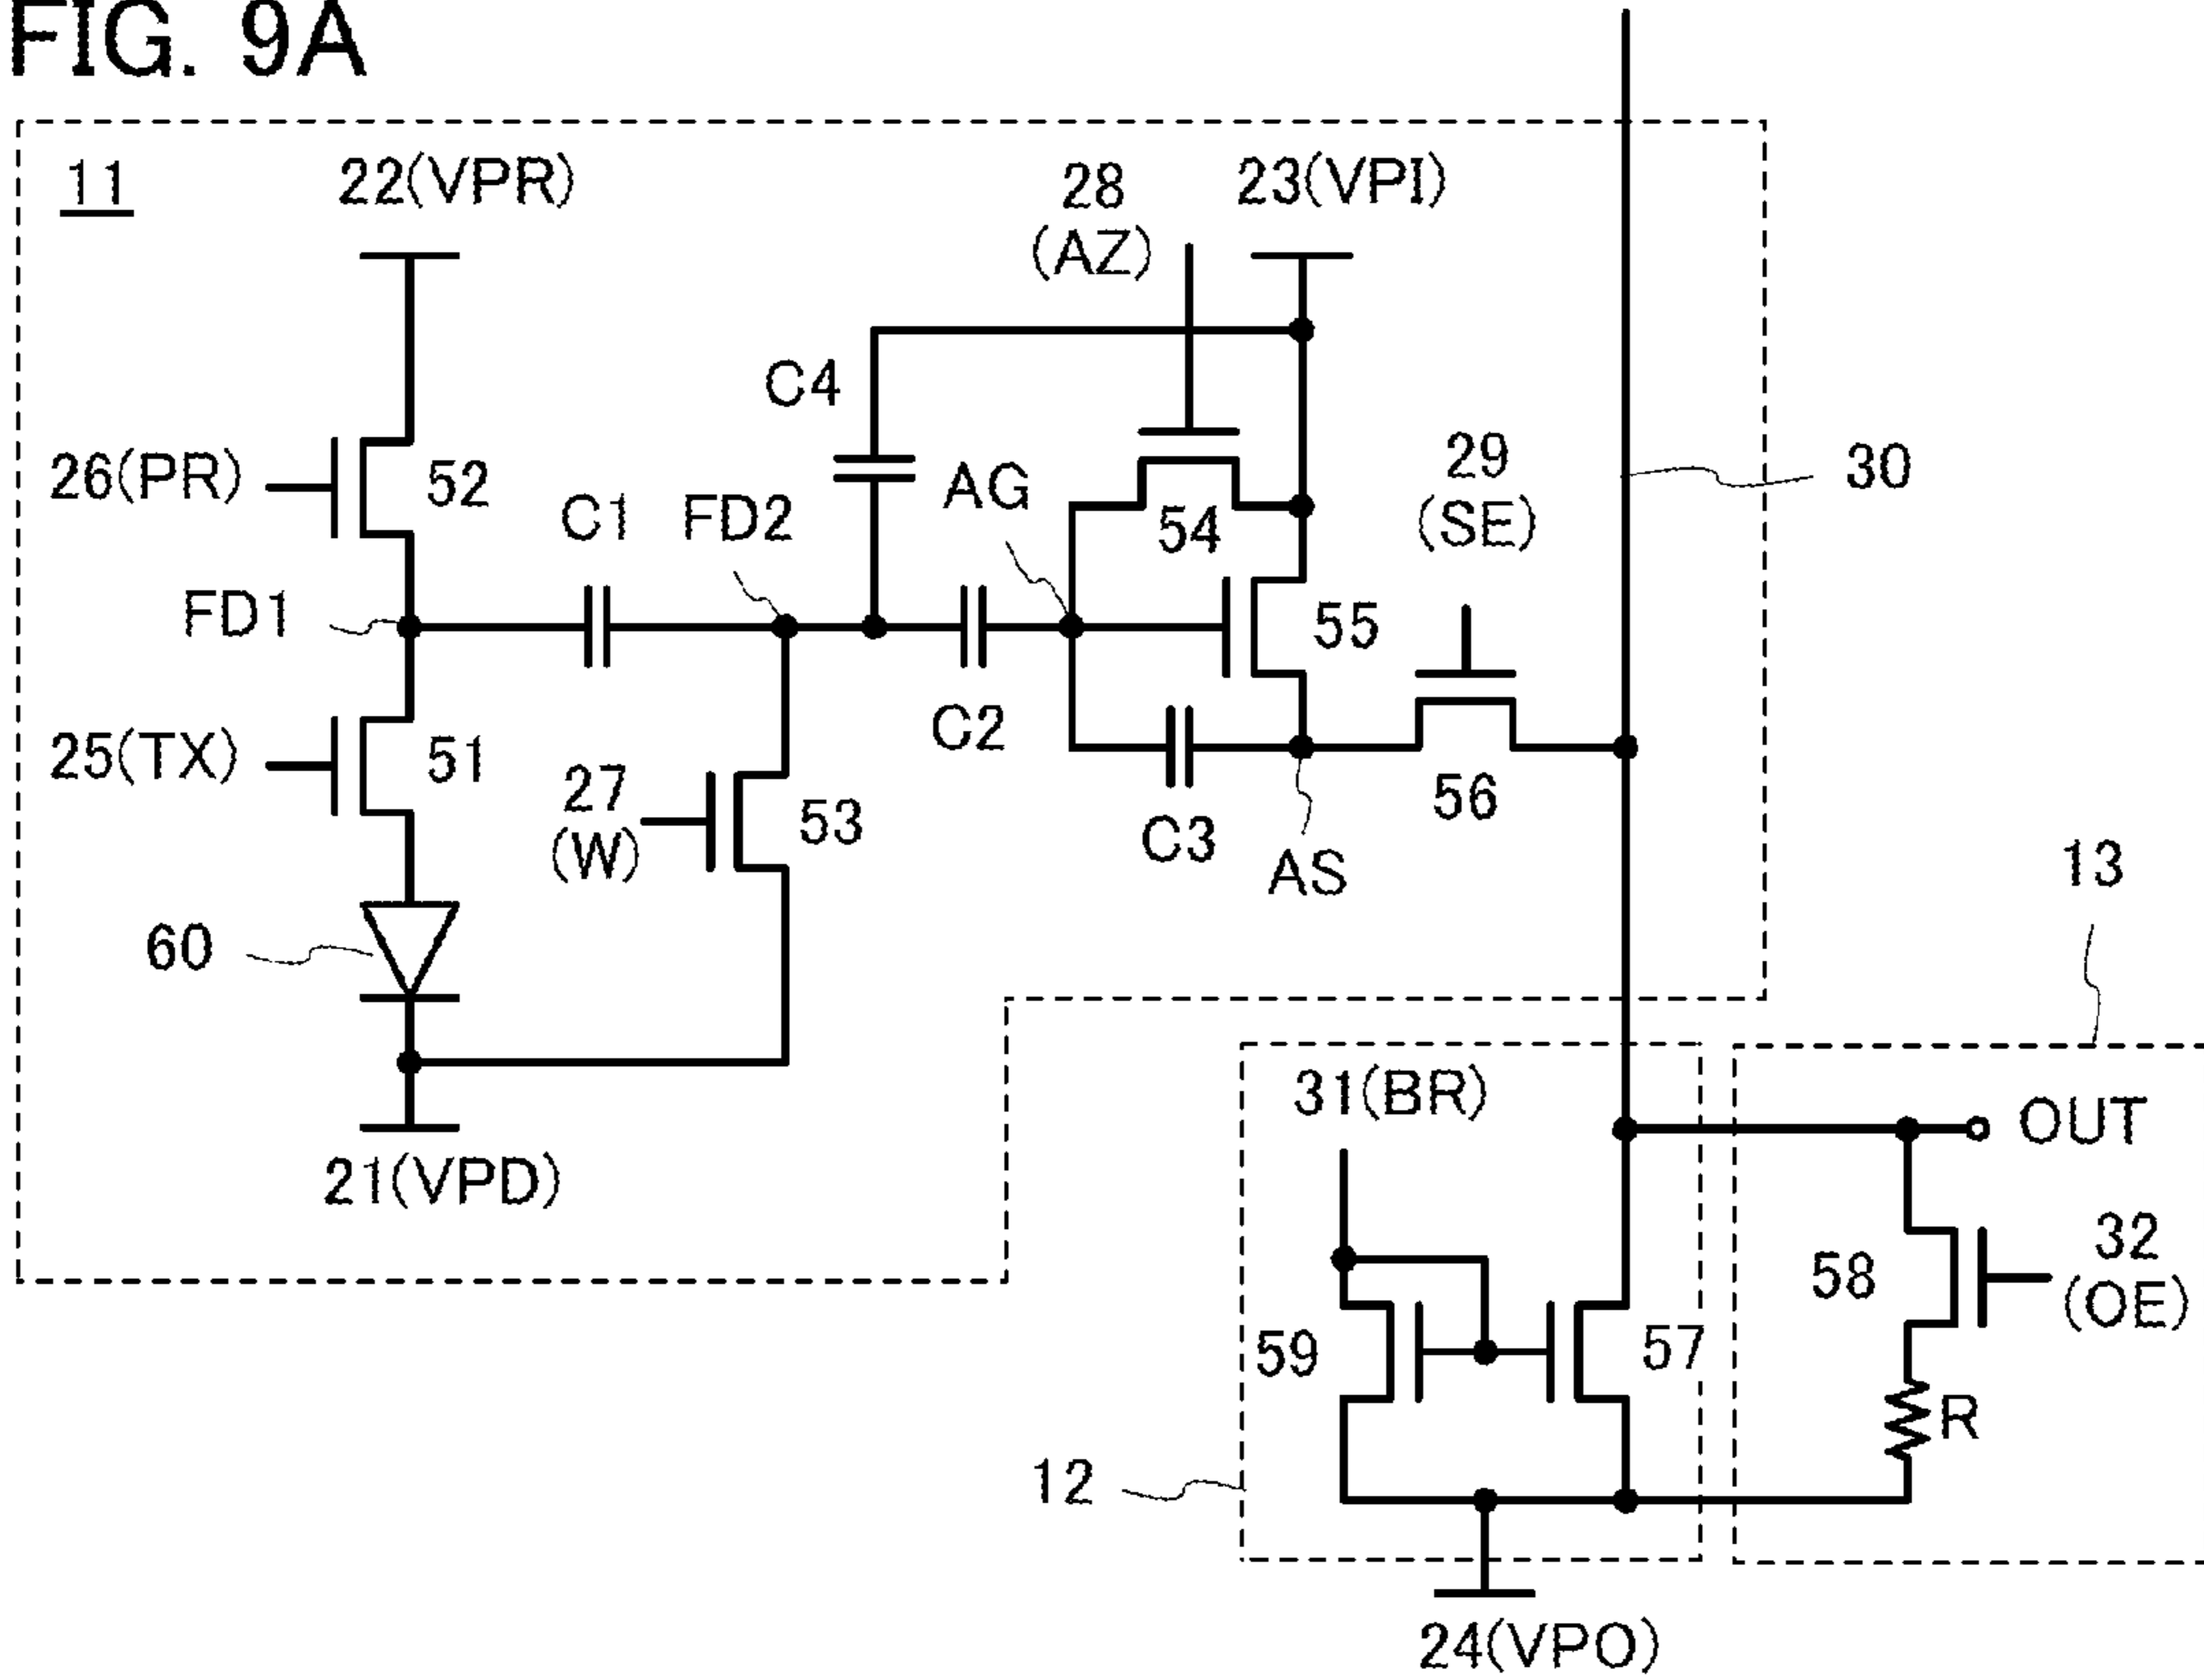 FIG. 9A
11
22(VPR)
28
(AZ)
23(VPI)
C4
26(PR)
52
C1
FD2
AG
54
29
(SE)
30
FD1
55
25(TX)
51
27
(W)
53
C2
C3
AS
56
60
13
21(VPD)
31(BR)
OUT
58
32
(OE)
59
57
R
12
24(VPO)